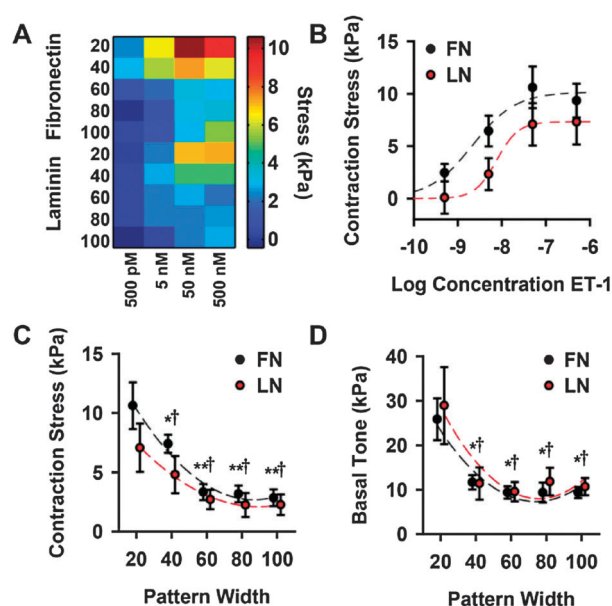 A
Fibronectin
Laminin
20
40
60
80
100
20
40
60
80
100
500 pM
5 nM
50 nM
500 nM
10
8
6
4
2
0
Stress (kPa)
B
Contraction Stress (kPa)
15
10
5
0
FN
LN
-10 -9 -8 -7 -6
Log Concentration ET-1
C
Contraction Stress (kPa)
15
10
5
0
FN
LN
*†
**†
**†
**†
20 40 60 80 100
Pattern Width
D
Basal Tone (kPa)
40
30
20
10
0
FN
LN
*†
*†
*†
*†
20 40 60 80 100
Pattern Width